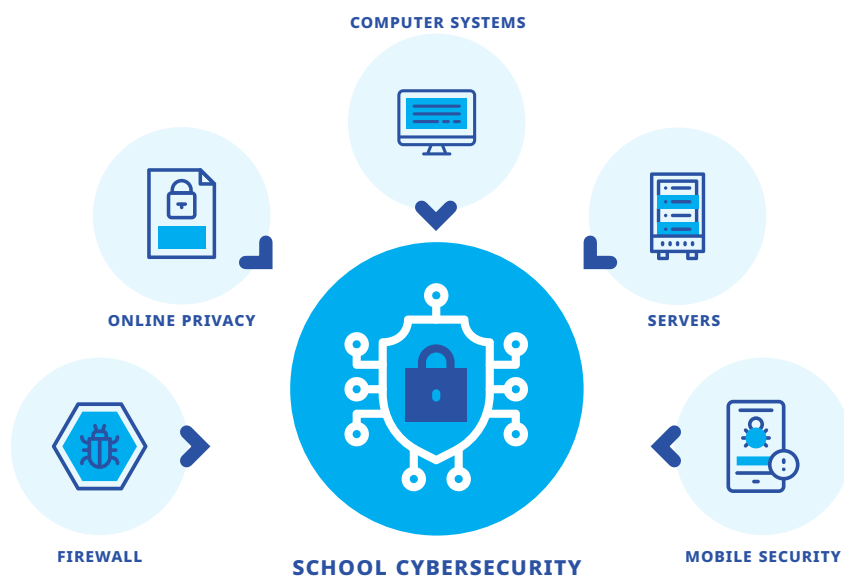 COMPUTER SYSTEMS
ONLINE PRIVACY
SERVERS
FIREWALL
SCHOOL CYBERSECURITY
MOBILE SECURITY